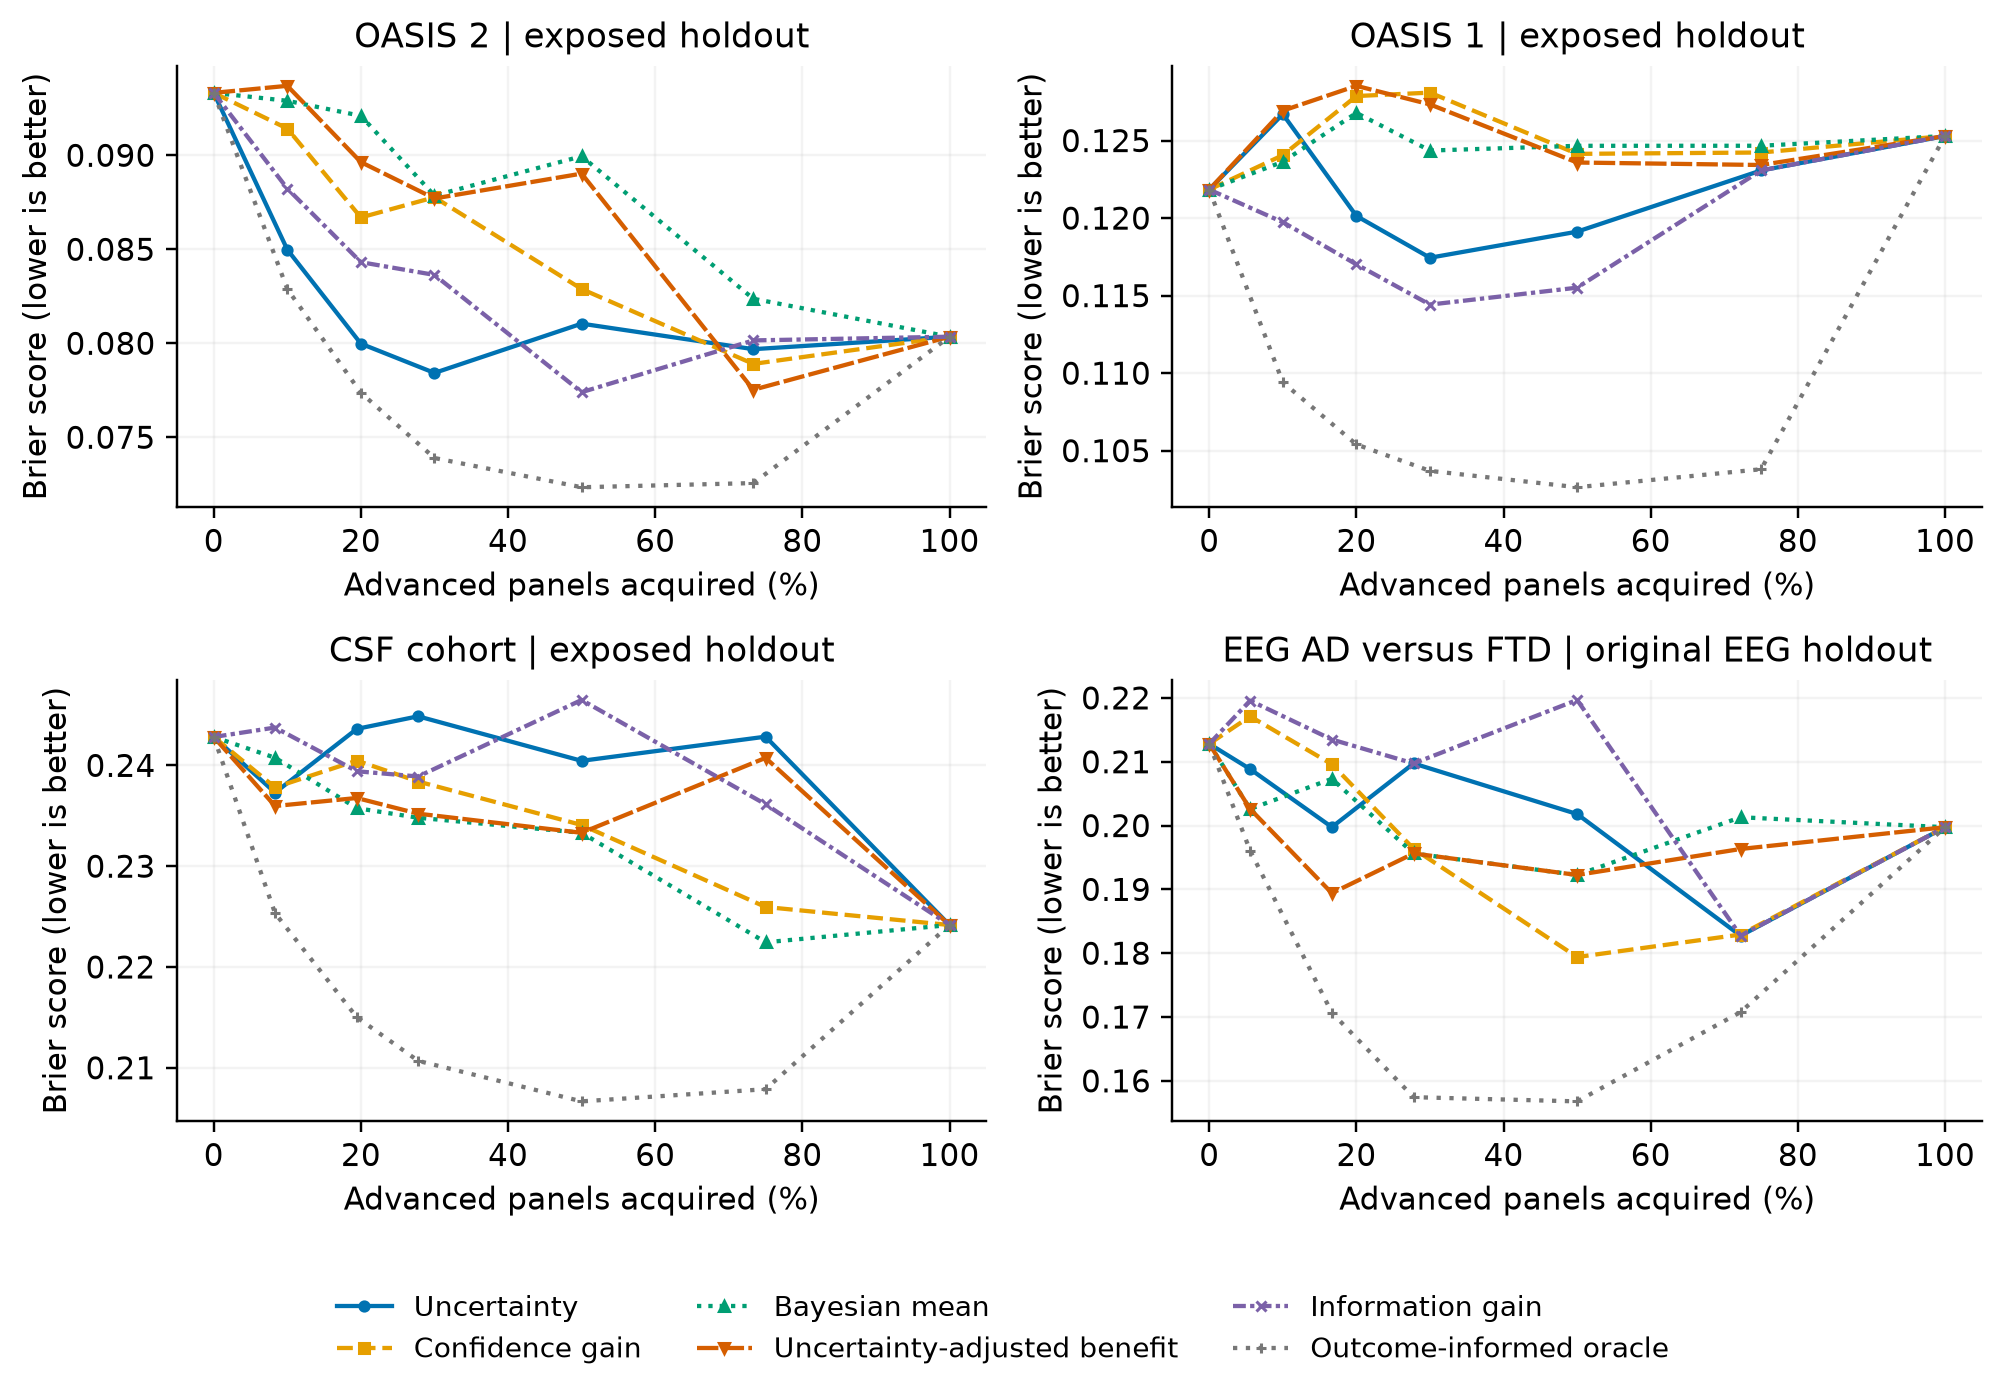 OASIS 2 | exposed holdout
Brier score (lower is better)
0.090
0.085
0.080
0.075
0 20 40 60 80 100
Advanced panels acquired (%)
OASIS 1 | exposed holdout
Brier score (lower is better)
0.125
0.120
0.115
0.110
0.105
0 20 40 60 80 100
Advanced panels acquired (%)
CSF cohort | exposed holdout
Brier score (lower is better)
0.24
0.23
0.22
0.21
0 20 40 60 80 100
Advanced panels acquired (%)
EEG AD versus FTD | original EEG holdout
Brier score (lower is better)
0.22
0.21
0.20
0.19
0.18
0.17
0.16
0 20 40 60 80 100
Advanced panels acquired (%)
Uncertainty
Confidence gain
Bayesian mean
Uncertainty-adjusted benefit
Information gain
Outcome-informed oracle